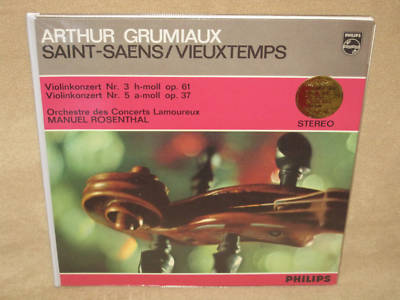 ARTHUR GRUMIAUX
SAINT-SAENS/VIEUXTEMPS
PHILIPS
Violinkonzert Nr. 3 h-moll op. 61
Violinkonzert Nr. 5 a-moll op. 37
Orchestre des Concerts Lamoureux
MANUEL ROSENTHAL
STEREO
PHILIPS